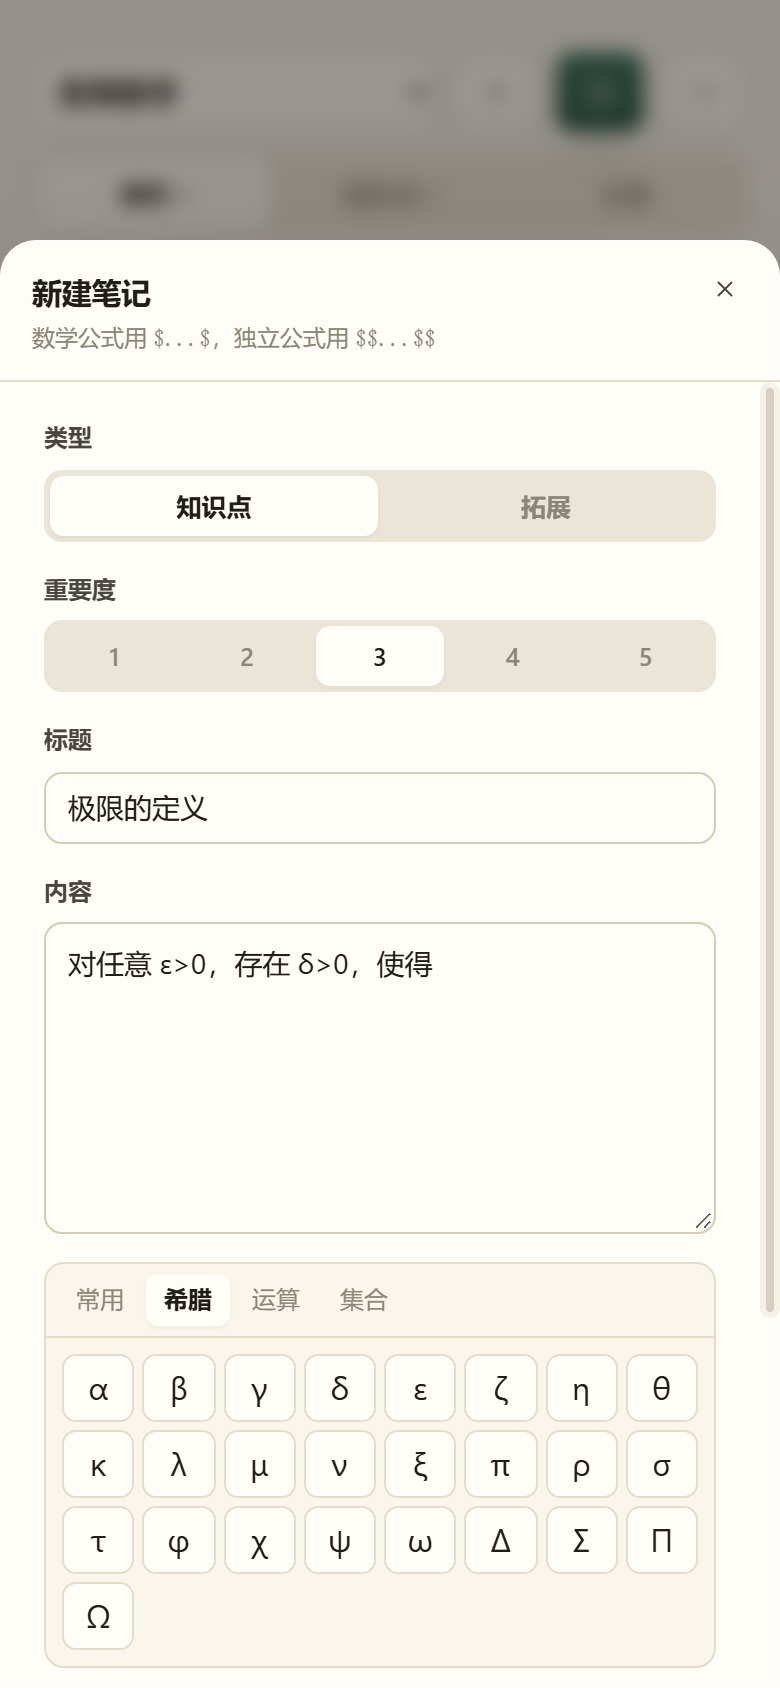 新建笔记
×
数学公式用 $...$，独立公式用 $$...$$
类型
知识点 拓展
重要度
1 2 3 4 5
标题
极限的定义
内容
对任意 ε>0，存在 δ>0，使得
常用 希腊 运算 集合
α β γ δ ε ζ η θ
κ λ μ ν ξ π ρ σ
τ φ χ ψ ω Δ Σ Π
Ω